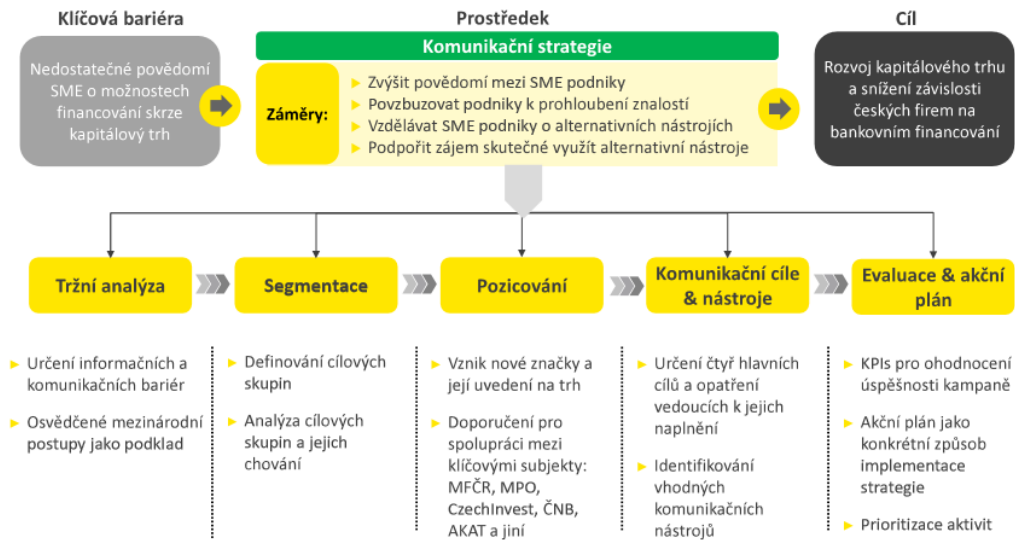 Klíčová bariéra
Prostředek
Cíl
Nedostatečné povědomí
SME o možnostech
financování skrze
kapitálový trh
Komunikační strategie
Záměry:
Zvýšit povědomí mezi SME podniky
Povzbuzovat podniky k prohloubení znalostí
Vzdělávat SME podniky o alternativních nástrojích
Podpořit zájem skutečné využít alternativní nástroje
Rozvoj kapitálového trhu
a snížení závislosti
českých firem na
bankovním financování
Tržní analýza
Segmentace
Pozicování
Komunikační cíle
& nástroje
Evaluace & akční
plán
Určení informačních a
komunikačních bariér
Osvědčené mezinárodní
postupy jako podklad
Definování cílových
skupin
Analýza cílových
skupin a jejich
chování
Vznik nové značky a
její uvedení na trh
Doporučení pro
spolupráci mezi
klíčovými subjekty:
MFČR, MPO,
CzechInvest, ČNB,
AKAT a jiní
Určení čtyř hlavních
cílů a opatření
vedoucích k jejich
naplnění
Identifikování
vhodných
komunikačních
nástrojů
KPIs pro ohodnocení
úspěšnosti kampaně
Akční plán jako
konkrétní způsob
implementace
strategie
Prioritizace aktivit